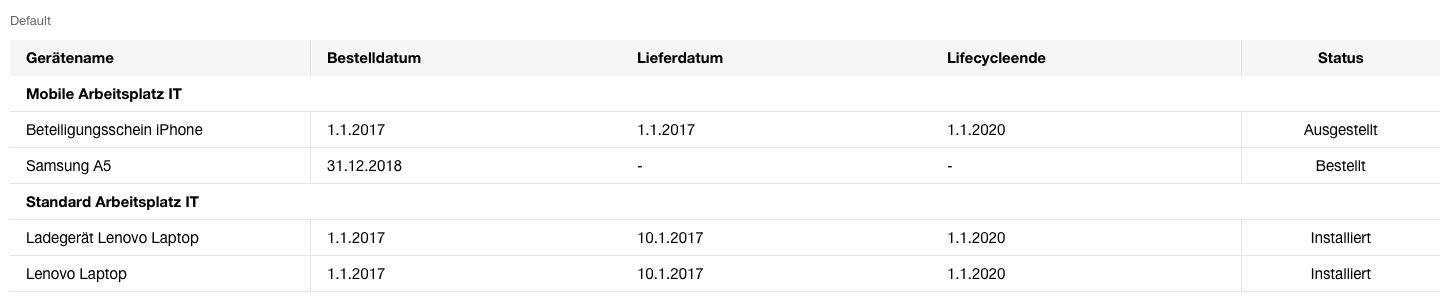 Default
Gerätename Bestelldatum Lieferdatum Lifecycleende Status
Mobile Arbeitsplatz IT
Beteiligungsschein iPhone 1.1.2017 1.1.2017 1.1.2020 Ausgestellt
Samsung A5 31.12.2018 - - Bestellt
Standard Arbeitsplatz IT
Ladegerät Lenovo Laptop 1.1.2017 10.1.2017 1.1.2020 Installiert
Lenovo Laptop 1.1.2017 10.1.2017 1.1.2020 Installiert